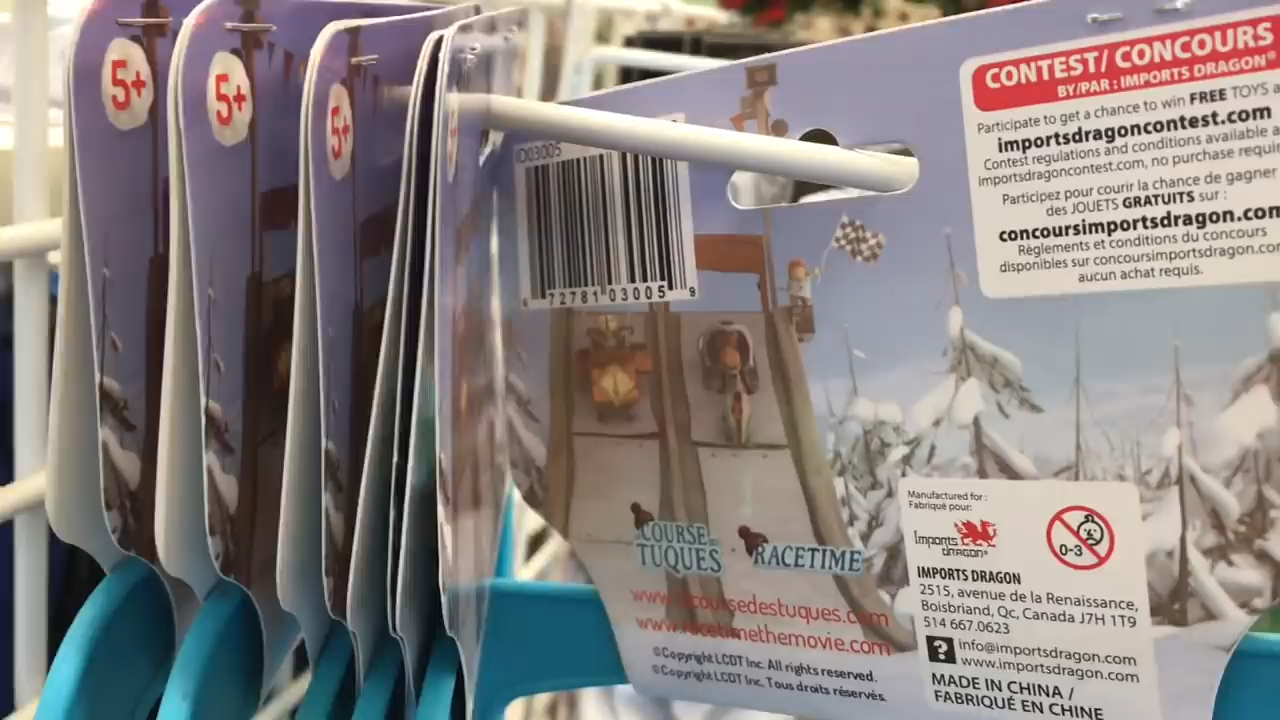 5+
5+
5+
ID03005
6 72781 03005 9
CONTEST/ CONCOURS
BY/PAR : IMPORTS DRAGON®
Participate to get a chance to win FREE TOYS
importsdragoncontest.com
Contest regulations and conditions available
importsdragoncontest.com, no purchase
Participez pour courir la chance de gagner
des JOUETS GRATUITS sur :
concoursimportsdragon.com
Règlements et conditions du concours
disponibles sur concoursimportsdragon.com
aucun achat requis.
COURSE
TUQUES
RACETIME
www.lacoursedestuques.com
www.racetimethemovie.com
©Copyright LCDT Inc. All rights reserved.
©Copyright LCDT Inc. Tous droits réservés.
Manufactured for :
Fabriqué pour:
Imports
DRAGON®
0-3
IMPORTS DRAGON
2515, avenue de la Renaissance,
Boisbriand, Qc, Canada J7H 1T9
514 667.0623
? info@importsdragon.com
www.importsdragon.com
MADE IN CHINA /
FABRIQUÉ EN CHINE